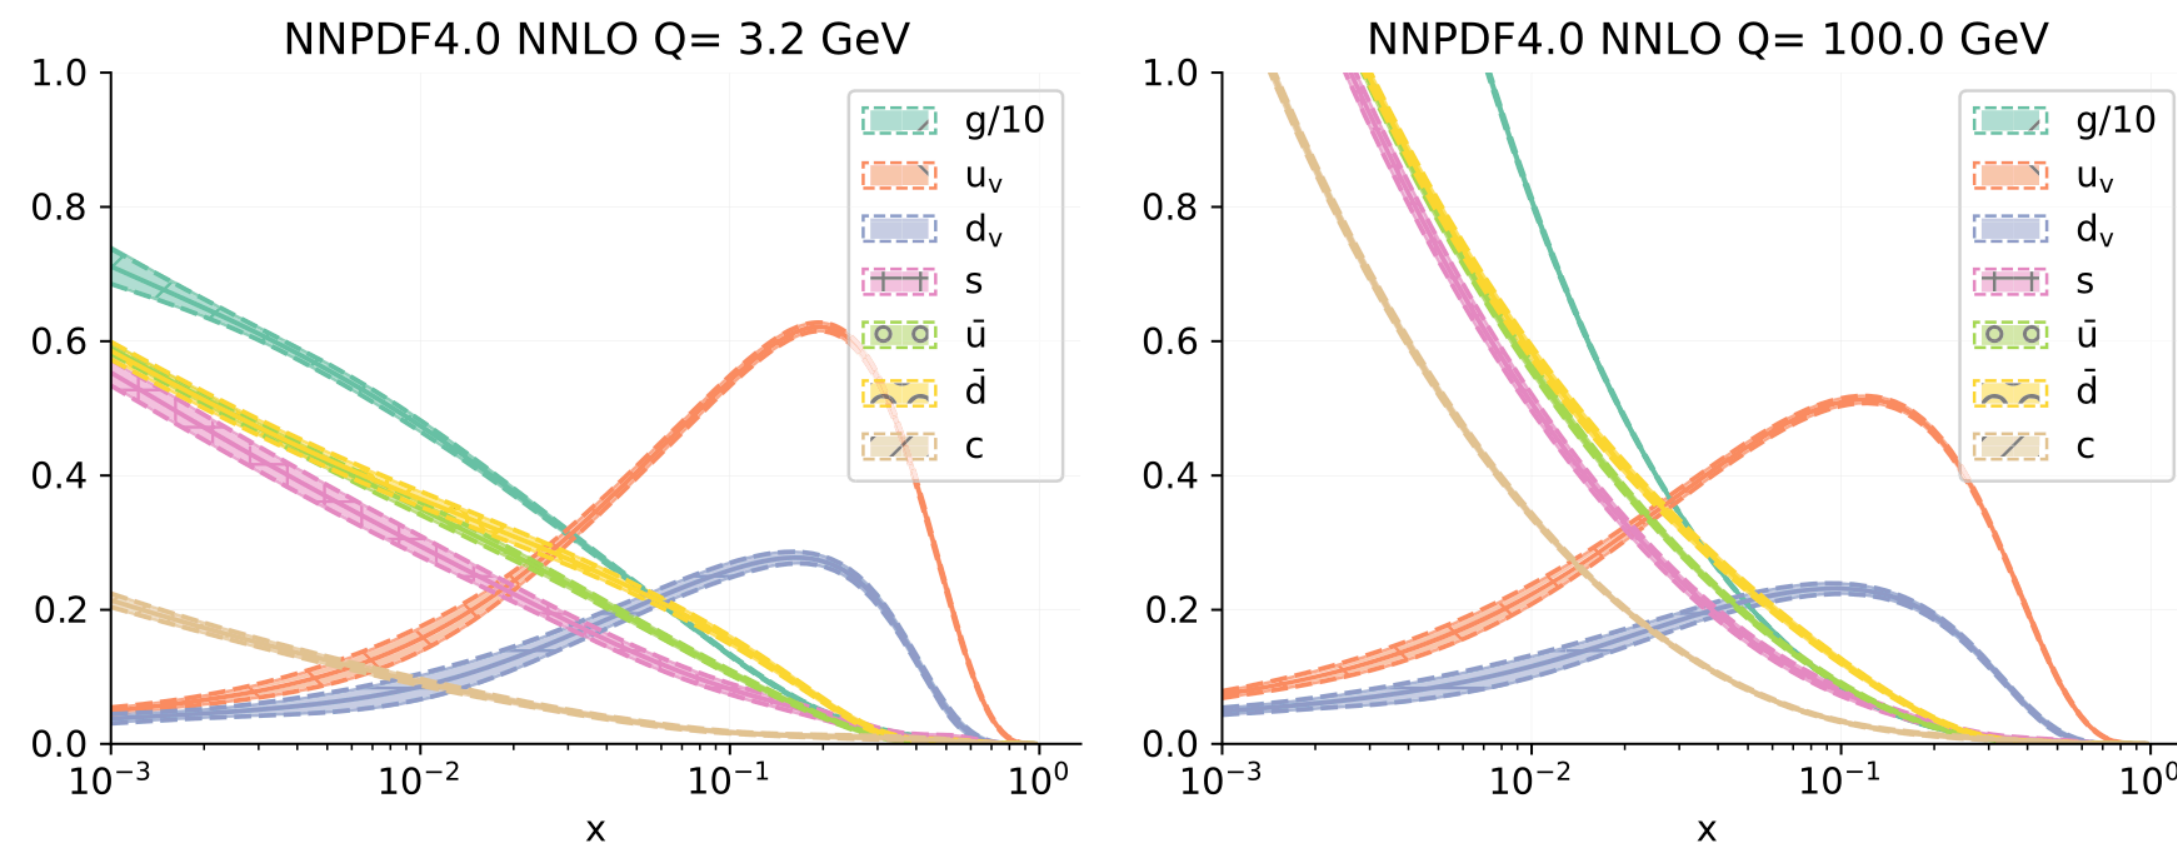 NNPDF4.0 NNLO Q= 3.2 GeV
1.0
0.8
0.6
0.4
0.2
0.0
10⁻³ 10⁻² 10⁻¹ 10⁰
x
g/10
uᵥ
dᵥ
s
ū
d̄
c
NNPDF4.0 NNLO Q= 100.0 GeV
1.0
0.8
0.6
0.4
0.2
0.0
10⁻³ 10⁻² 10⁻¹ 10⁰
x
g/10
uᵥ
dᵥ
s
ū
d̄
c